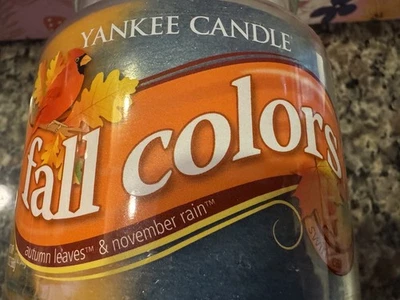 YANKEE CANDLE
fall colors
autumn leaves™ & november rain™